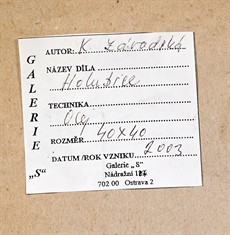 GALERIE "S"
AUTOR: K Závodská
NÁZEV DÍLA
Holubice
TECHNIKA
Olej
ROZMĚR 40x40
DATUM /ROK VZNIKU 2003
Galerie „S"
Nádražní
702 00 Ostrava 2